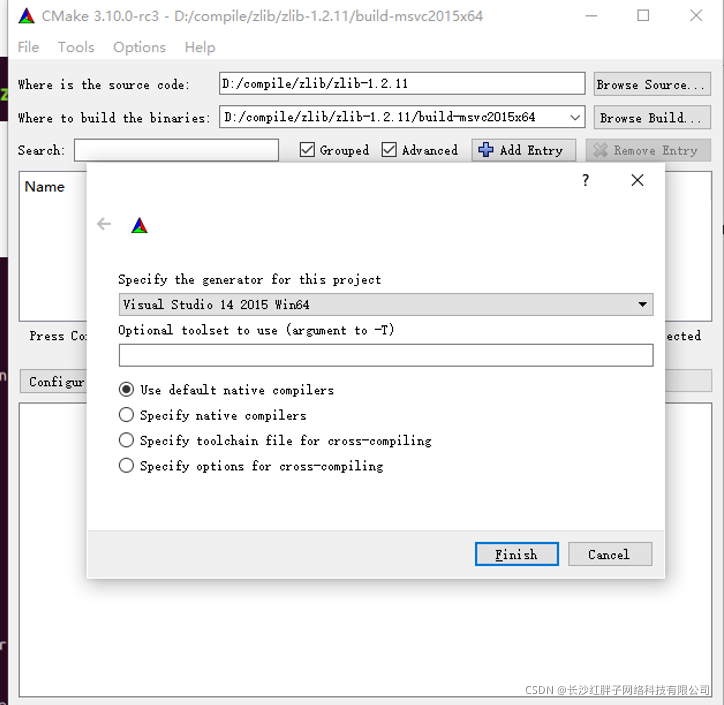 CMake 3.10.0-rc3 - D:/compile/zlib/zlib-1.2.11/build-msvc2015x64
File Tools Options Help
Where is the source code: D:/compile/zlib/zlib-1.2.11 Browse Source...
Where to build the binaries: D:/compile/zlib/zlib-1.2.11/build-msvc2015x64 Browse Build...
Search: Grouped Advanced Add Entry Remove Entry
Name
?
Specify the generator for this project
Visual Studio 14 2015 Win64
Optional toolset to use (argument to -T)
Press Co
ected
Configur
Use default native compilers
Specify native compilers
Specify toolchain file for cross-compiling
Specify options for cross-compiling
Finish Cancel
CSDN @长沙红胖子网络科技有限公司